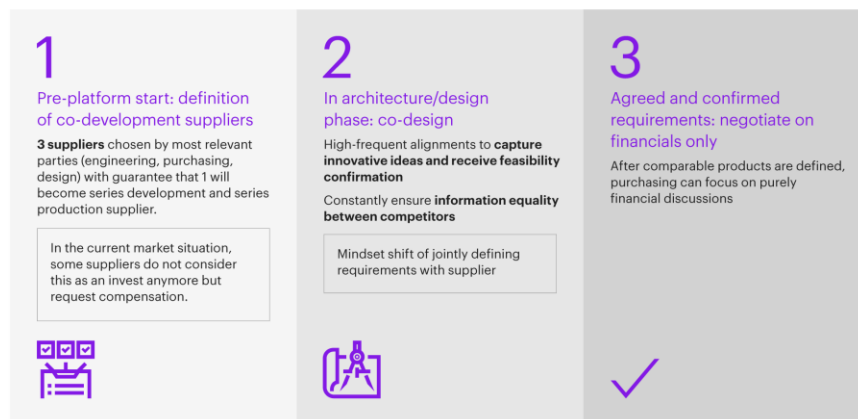 1
Pre-platform start: definition
of co-development suppliers
3 suppliers chosen by most relevant
parties (engineering, purchasing,
design) with guarantee that 1 will
become series development and series
production supplier.
In the current market situation,
some suppliers do not consider
this as an invest anymore but
request compensation.
2
In architecture/design
phase: co-design
High-frequent alignments to capture
innovative ideas and receive feasibility
confirmation
Constantly ensure information equality
between competitors
Mindset shift of jointly defining
requirements with supplier
3
Agreed and confirmed
requirements: negotiate on
financials only
After comparable products are defined,
purchasing can focus on purely
financial discussions